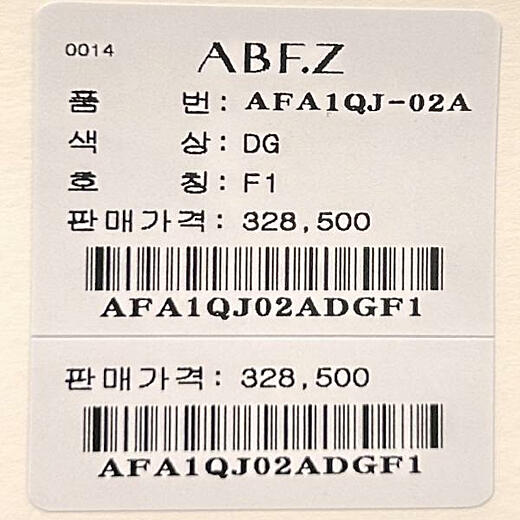 0014
ABF.Z
품 번: AFA1QJ-02A
색 상: DG
호 칭: F1
판매가격: 328,500
AFA1QJ02ADGF1
판매가격: 328,500
AFA1QJ02ADGF1